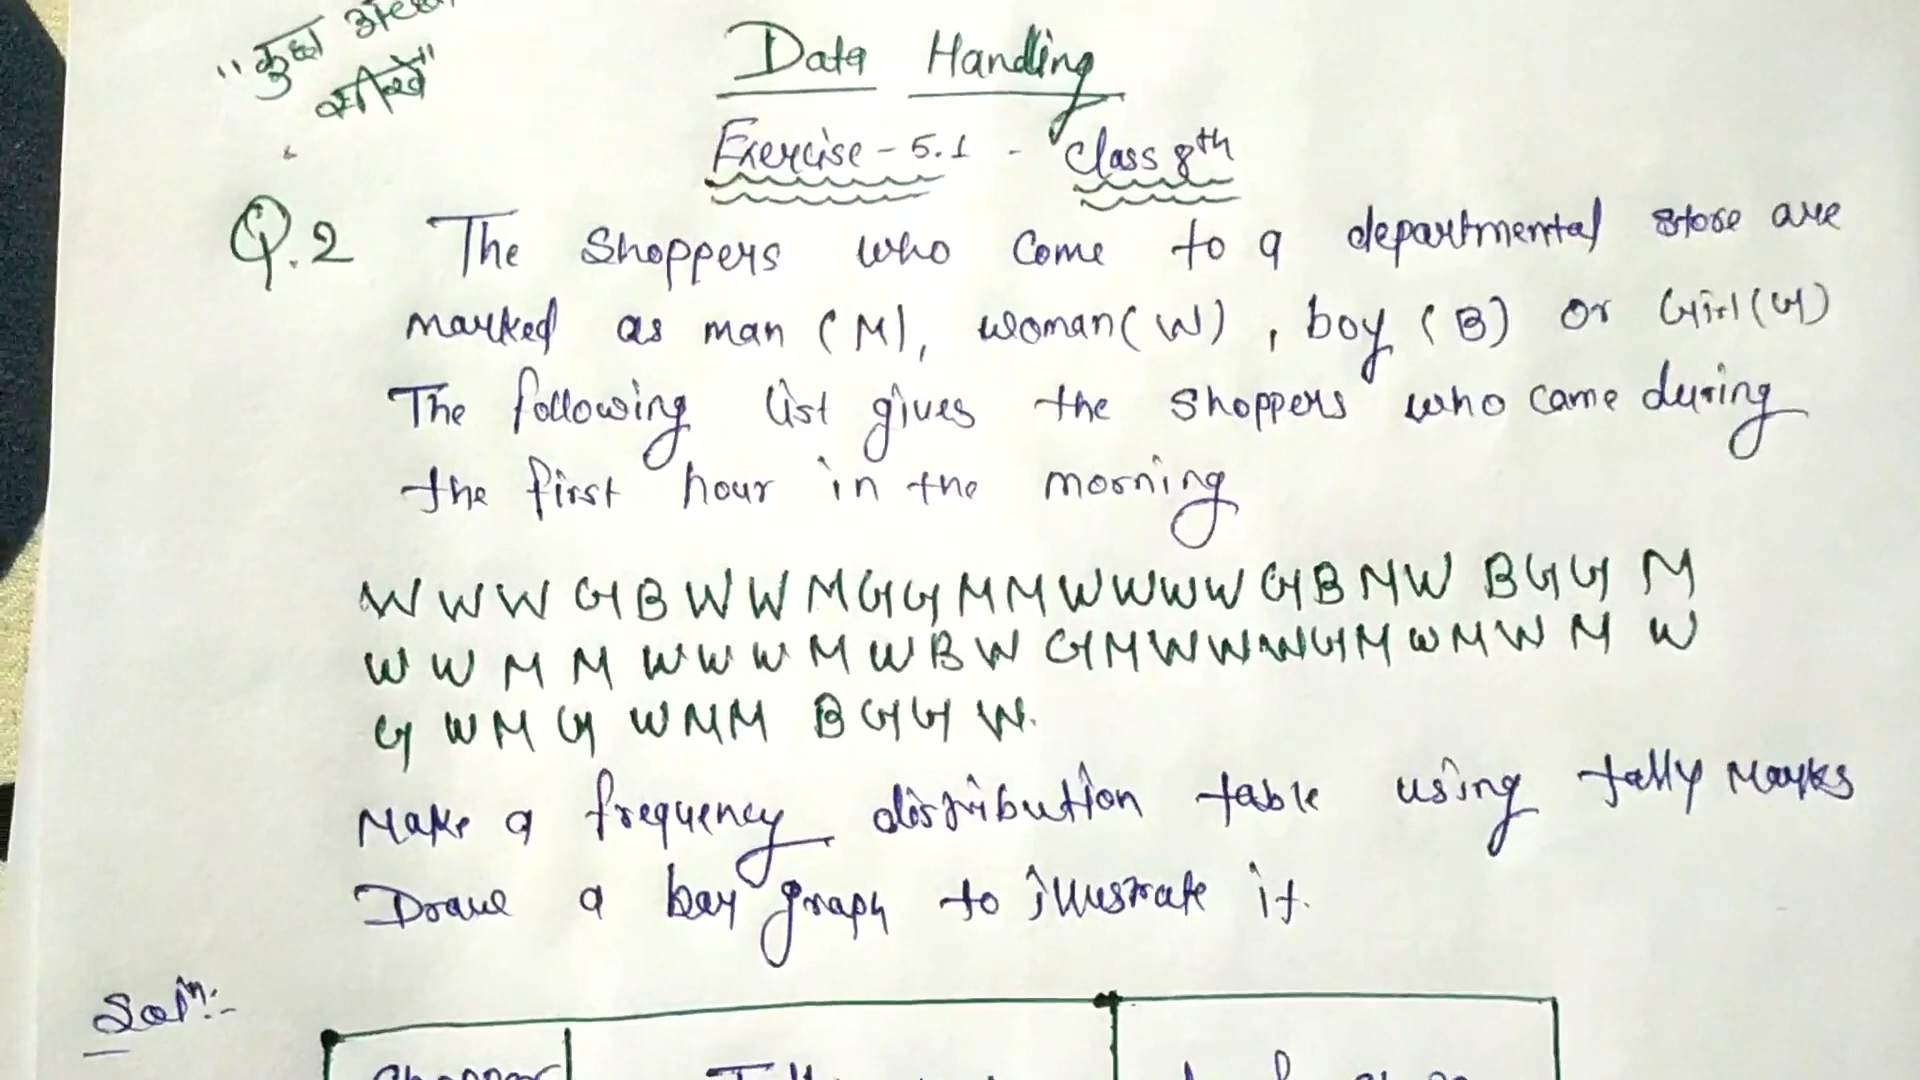 "कुछ
सीखें"
Data Handling
Exercise - 5.1 - Class 8th
Q.2 The Shoppers who Come to a departmental store are
marked as man (M), woman (W), boy (B) or Girl (G)
The following list gives the shoppers who came during
the first hour in the morning
W W W G B W W M G G M M W W W W G B M W B G G M
W W M M W W W M W B W G M W W W G M W M W M W
G W M G W M M B G G W.
Make a frequency distribution table using tally Marks
Draw a bar graph to illustrate it.
Solⁿ:-
Shopper